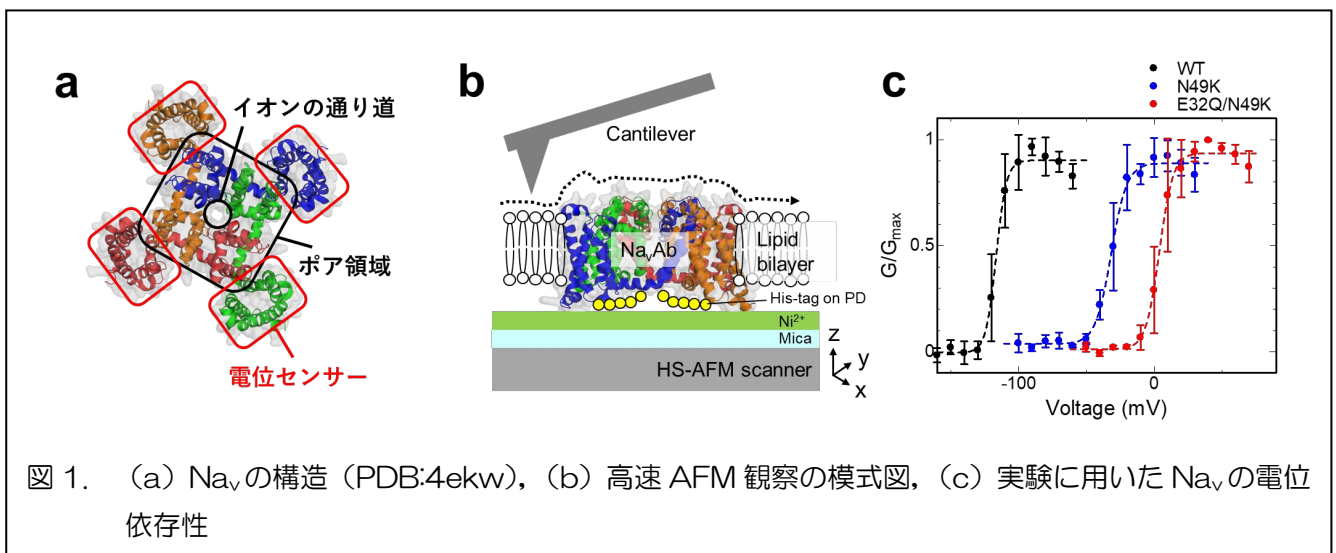 a
イオンの通り道
ポア領域
電位センサー
b
Cantilever
NavAb
Lipid
bilayer
His-tag on PD
Ni²⁺
Mica
HS-AFM scanner
z
y
x
c
WT
N49K
E32Q/N49K
G/Gmax
1
0.5
0
-100
0
Voltage (mV)
図 1. （a）Navの構造（PDB:4ekw），（b）高速 AFM 観察の模式図，（c）実験に用いた Navの電位
依存性